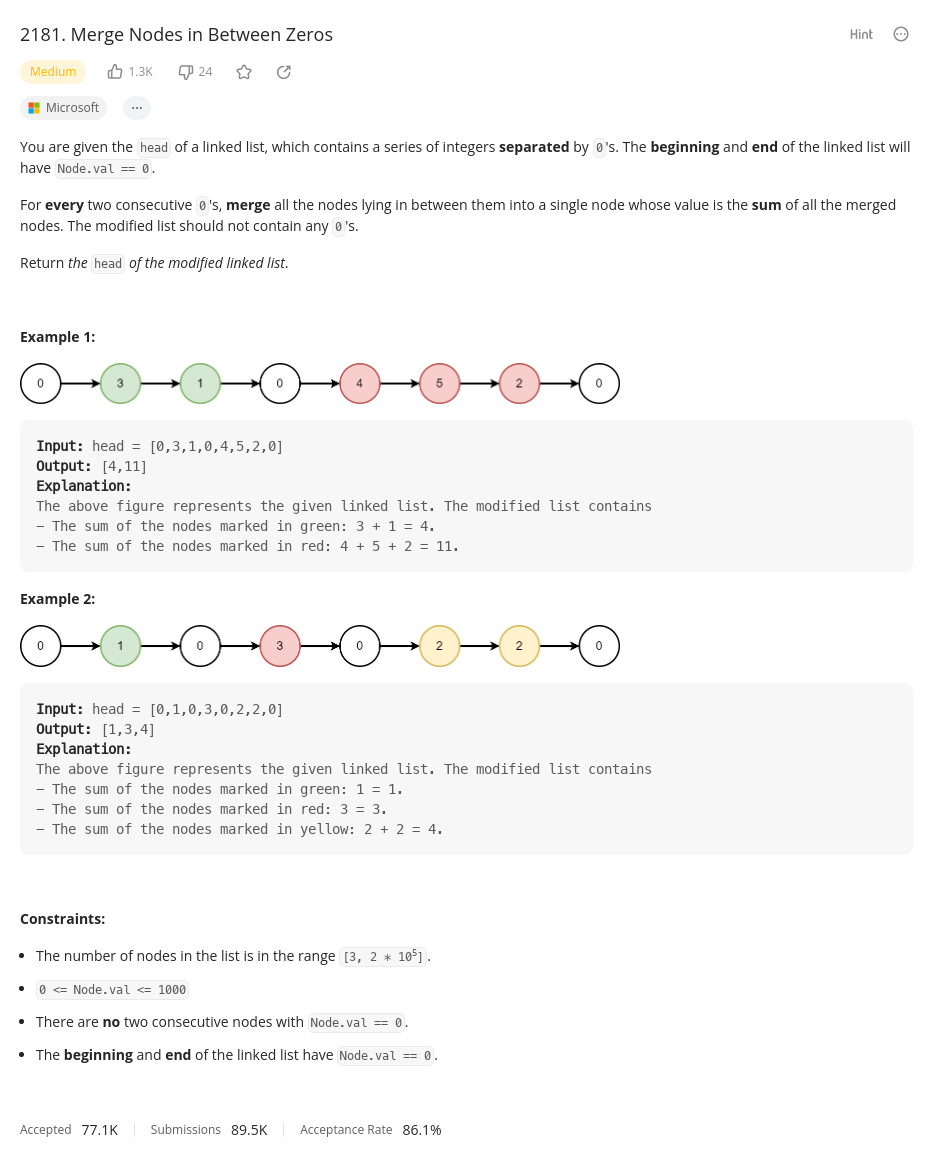 2181. Merge Nodes in Between Zeros
Hint
Medium
1.3K
24
Microsoft
...
You are given the head of a linked list, which contains a series of integers separated by 0's. The beginning and end of the linked list will
have Node.val == 0.
For every two consecutive 0's, merge all the nodes lying in between them into a single node whose value is the sum of all the merged
nodes. The modified list should not contain any 0's.
Return the head of the modified linked list.
Example 1:
0 3 1 0 4 5 2 0
Input: head = [0,3,1,0,4,5,2,0]
Output: [4,11]
Explanation:
The above figure represents the given linked list. The modified list contains
– The sum of the nodes marked in green: 3 + 1 = 4.
– The sum of the nodes marked in red: 4 + 5 + 2 = 11.
Example 2:
0 1 0 3 0 2 2 0
Input: head = [0,1,0,3,0,2,2,0]
Output: [1,3,4]
Explanation:
The above figure represents the given linked list. The modified list contains
– The sum of the nodes marked in green: 1 = 1.
– The sum of the nodes marked in red: 3 = 3.
– The sum of the nodes marked in yellow: 2 + 2 = 4.
Constraints:
• The number of nodes in the list is in the range [3, 2 * 10⁵].
• 0 <= Node.val <= 1000
• There are no two consecutive nodes with Node.val == 0.
• The beginning and end of the linked list have Node.val == 0.
Accepted 77.1K Submissions 89.5K Acceptance Rate 86.1%